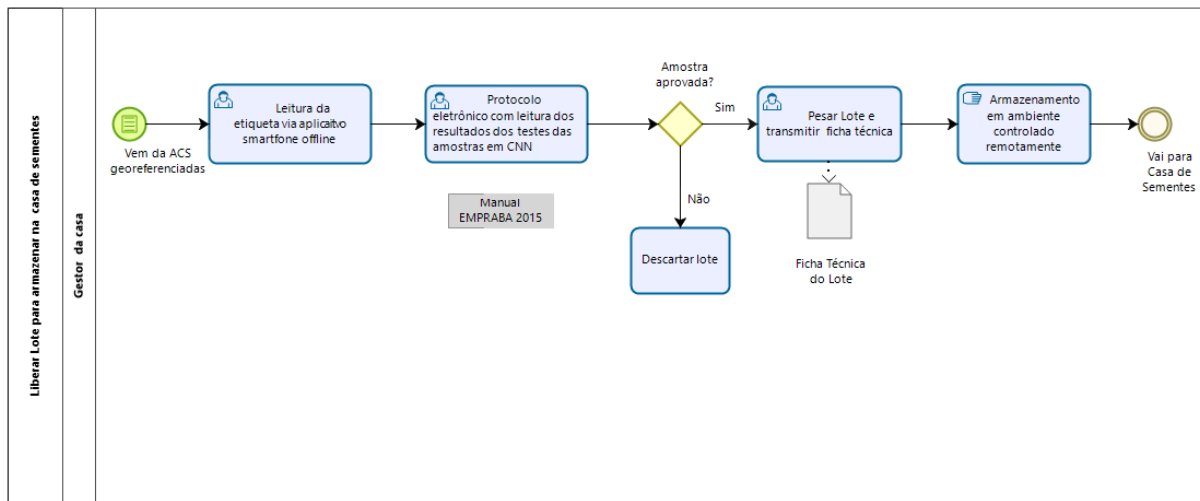 Liberar Lote para armazenar na casa de sementes
Gestor da casa
Vem da ACS
georeferenciadas
Leitura da
etiqueta via aplicaitvo
smartfone offline
Protocolo
eletrônico com leitura dos
resultados dos testes das
amostras em CNN
Manual
EMPRABA 2015
Amostra
aprovada?
Sim
Não
Descartar lote
Pesar Lote e
transmitir ficha técnica
Ficha Técnica
do Lote
Armazenamento
em ambiente
controlado
remotamente
Vai para
Casa de
Sementes